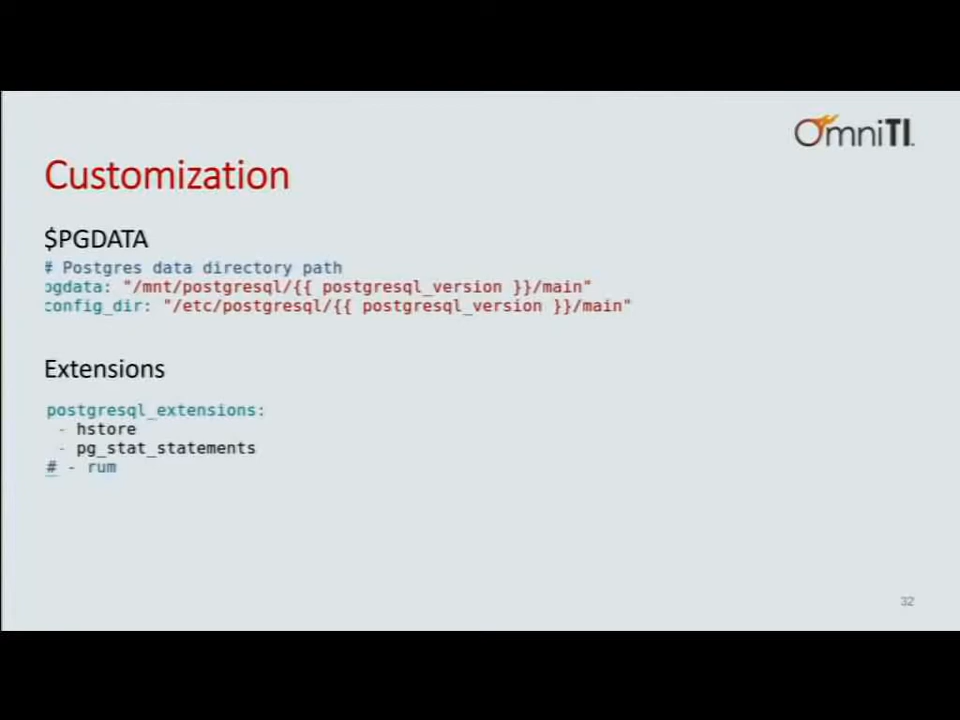 OmniTI
Customization
$PGDATA
# Postgres data directory path
pgdata: "/mnt/postgresql/{{ postgresql_version }}/main"
config_dir: "/etc/postgresql/{{ postgresql_version }}/main"
Extensions
postgresql_extensions:
- hstore
- pg_stat_statements
# - rum
32